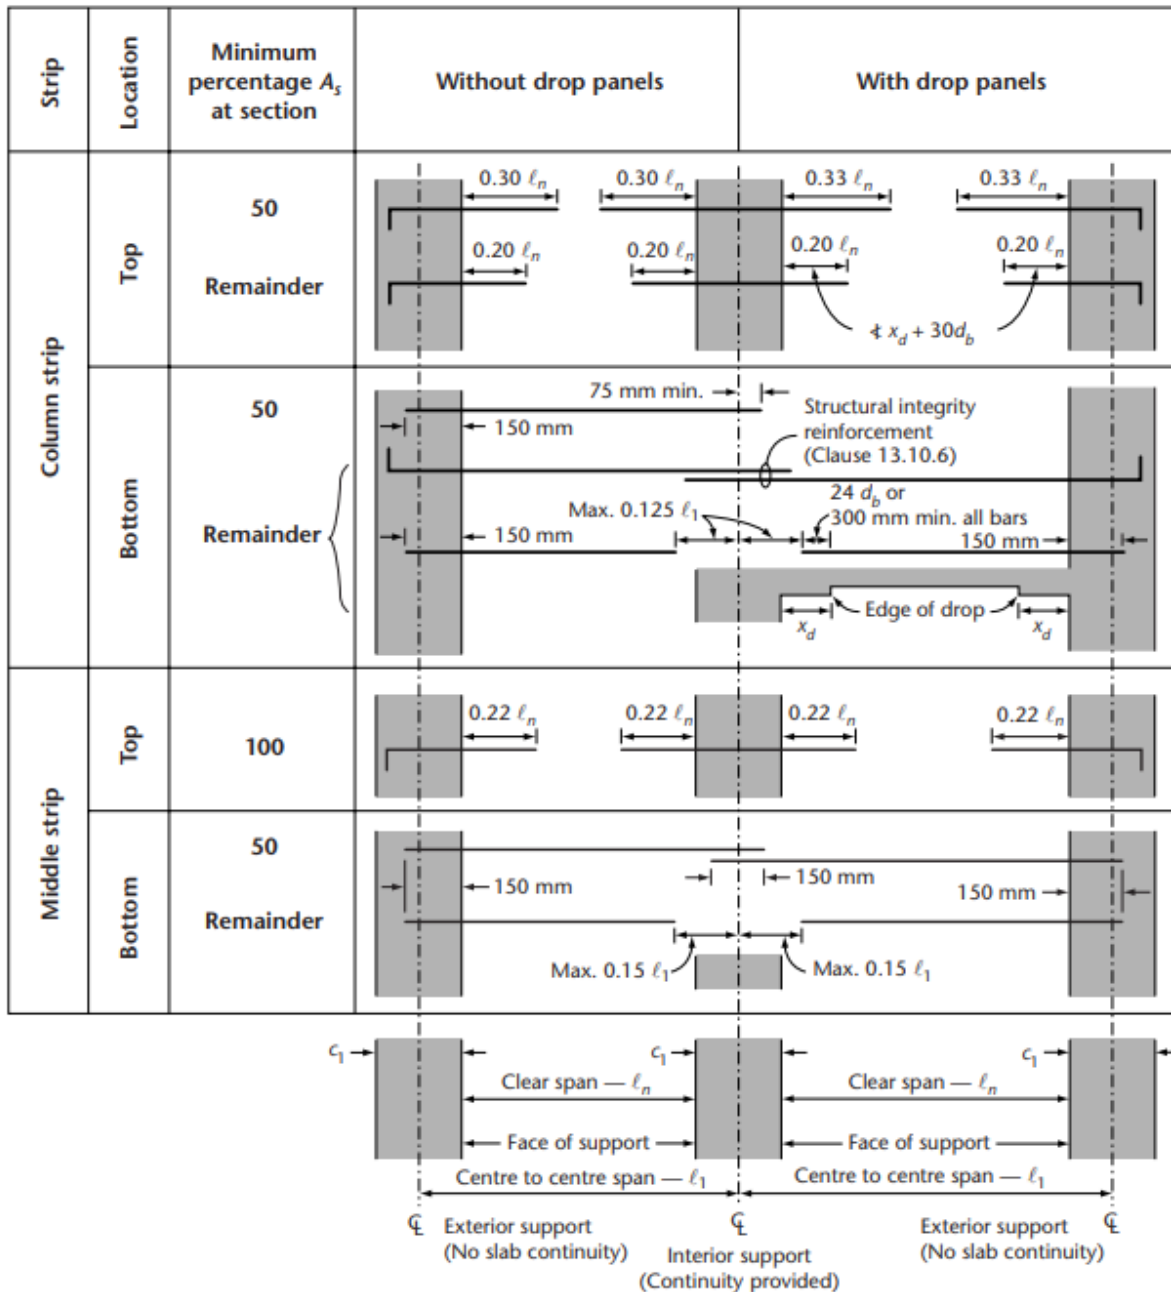 Strip
Location
Minimum
percentage Aₛ
at section
Without drop panels
With drop panels
Column strip
Top
50
0.30 ℓₙ
0.30 ℓₙ
0.33 ℓₙ
0.33 ℓₙ
Remainder
0.20 ℓₙ
0.20 ℓₙ
0.20 ℓₙ
0.20 ℓₙ
≮ x_d + 30d_b
Bottom
50
75 mm min.
150 mm
Structural integrity
reinforcement
(Clause 13.10.6)
Remainder
24 d_b or
300 mm min. all bars
Max. 0.125 ℓ₁
150 mm
150 mm
Edge of drop
x_d
x_d
Middle strip
Top
100
0.22 ℓₙ
0.22 ℓₙ
0.22 ℓₙ
0.22 ℓₙ
Bottom
50
150 mm
150 mm
150 mm
Remainder
Max. 0.15 ℓ₁
Max. 0.15 ℓ₁
c₁
c₁
c₁
Clear span — ℓₙ
Clear span — ℓₙ
Face of support
Face of support
Centre to centre span — ℓ₁
Centre to centre span — ℓ₁
℄
℄
℄
Exterior support
(No slab continuity)
Interior support
(Continuity provided)
Exterior support
(No slab continuity)